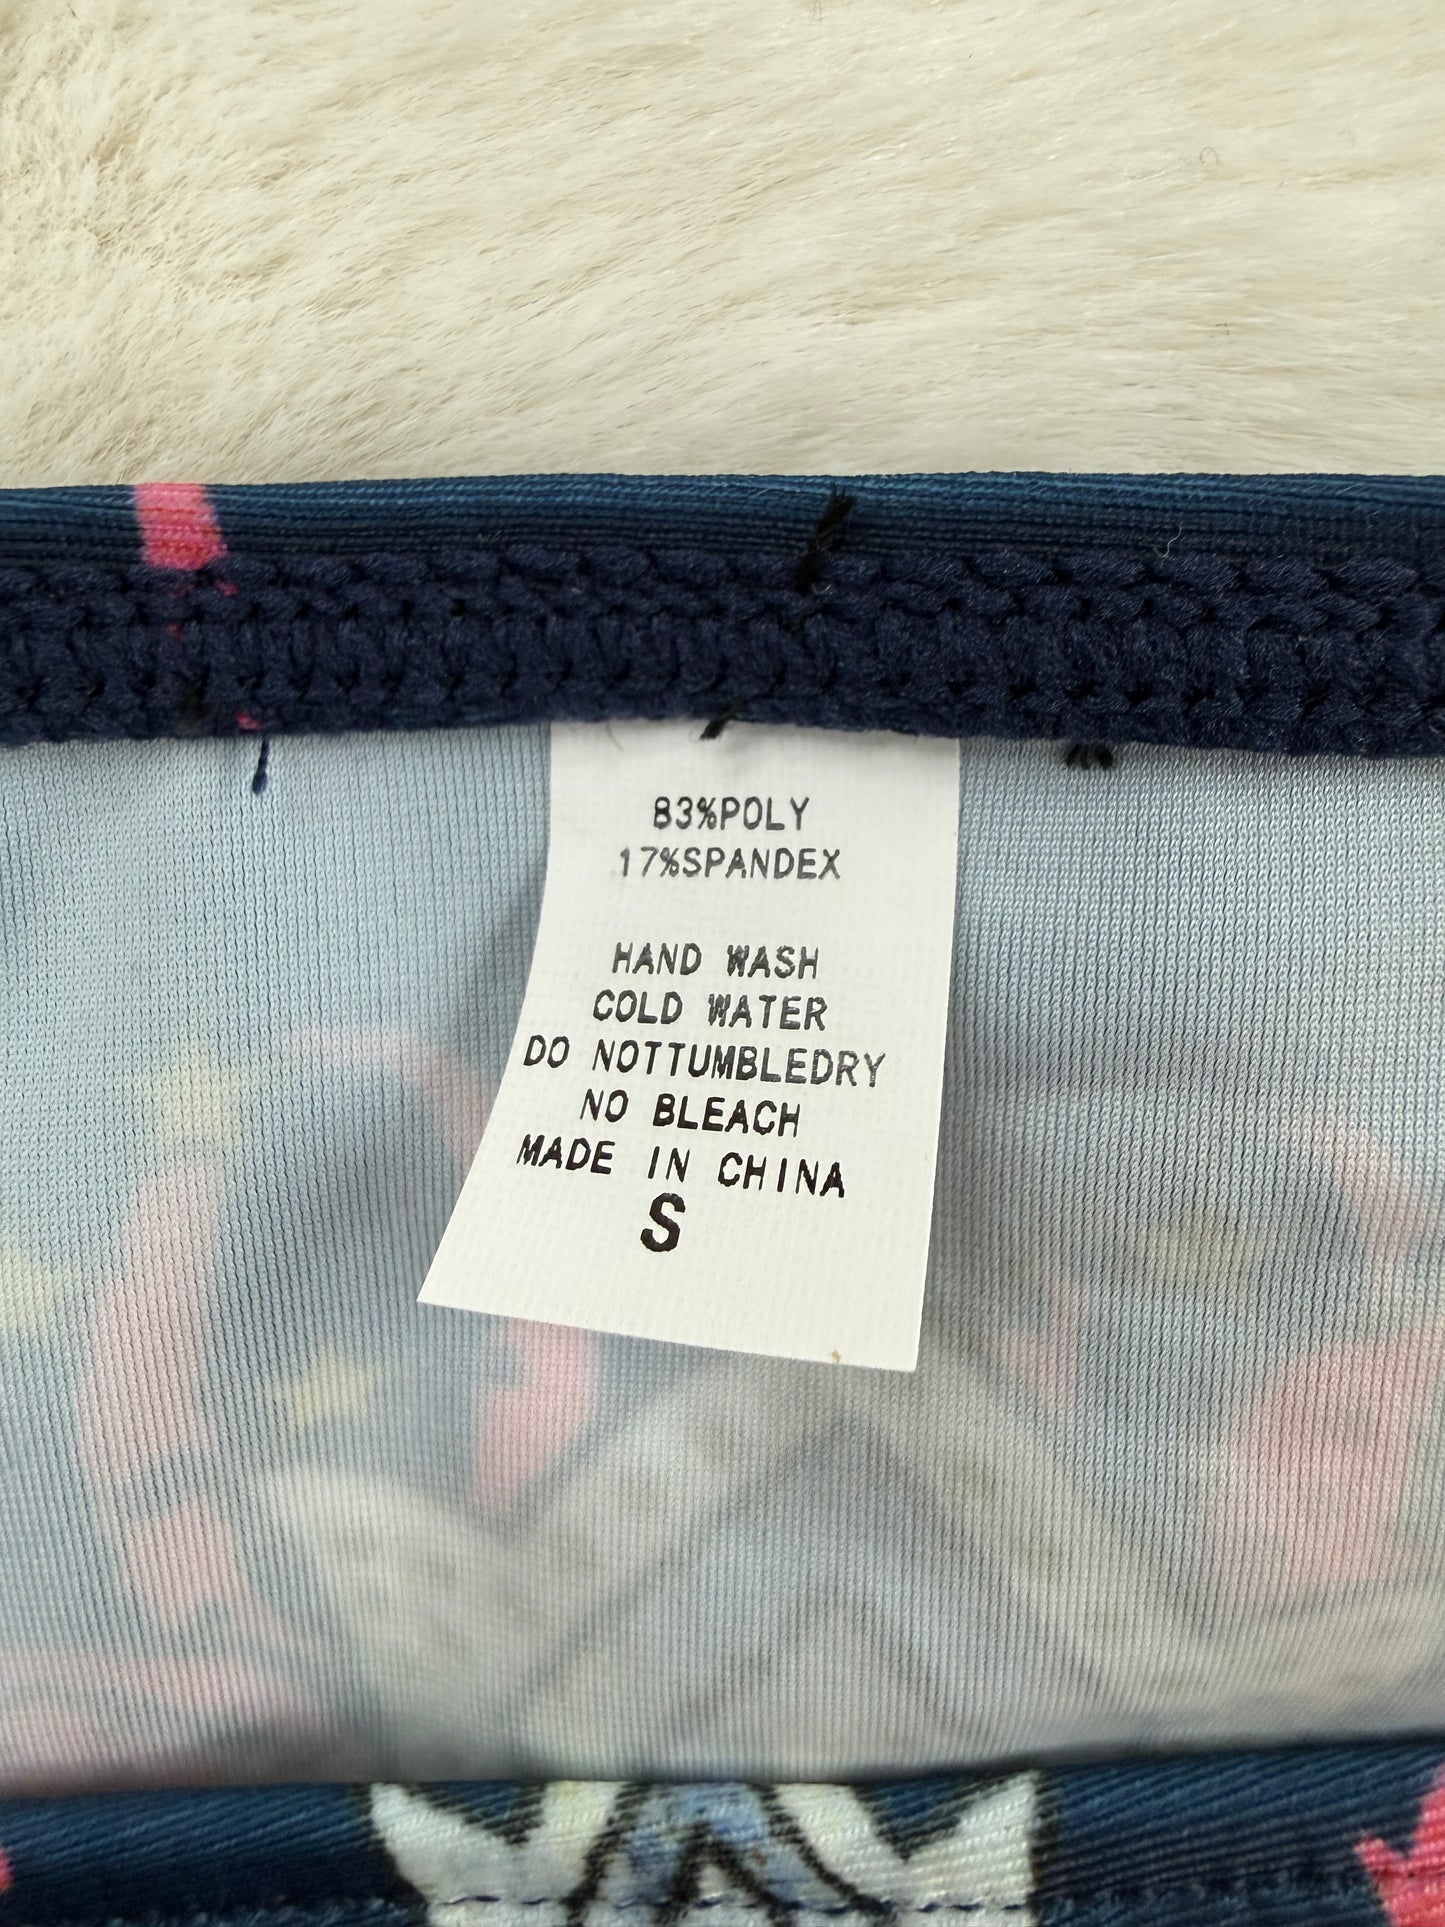 83%POLY
17%SPANDEX
HAND WASH
COLD WATER
DO NOTTUMBLEDRY
NO BLEACH
MADE IN CHINA
S